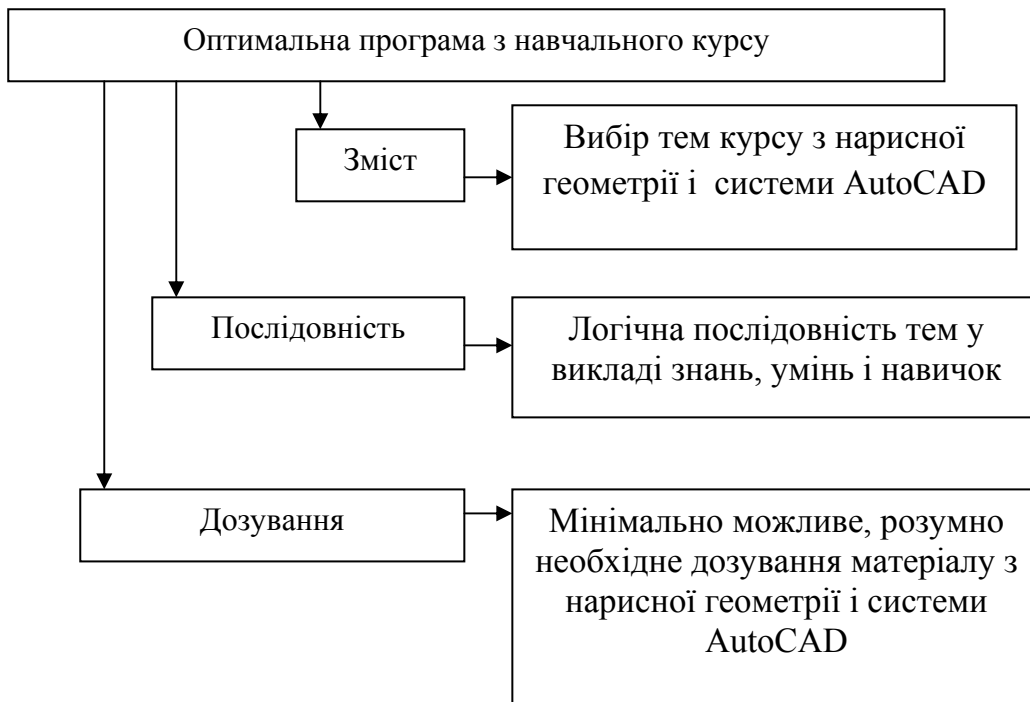 Оптимальна програма з навчального курсу
Зміст
Вибір тем курсу з нарисної
геометрії і системи AutoCAD
Послідовність
Логічна послідовність тем у
викладі знань, умінь і навичок
Дозування
Мінімально можливе, розумно
необхідне дозування матеріалу з
нарисної геометрії і системи
AutoCAD